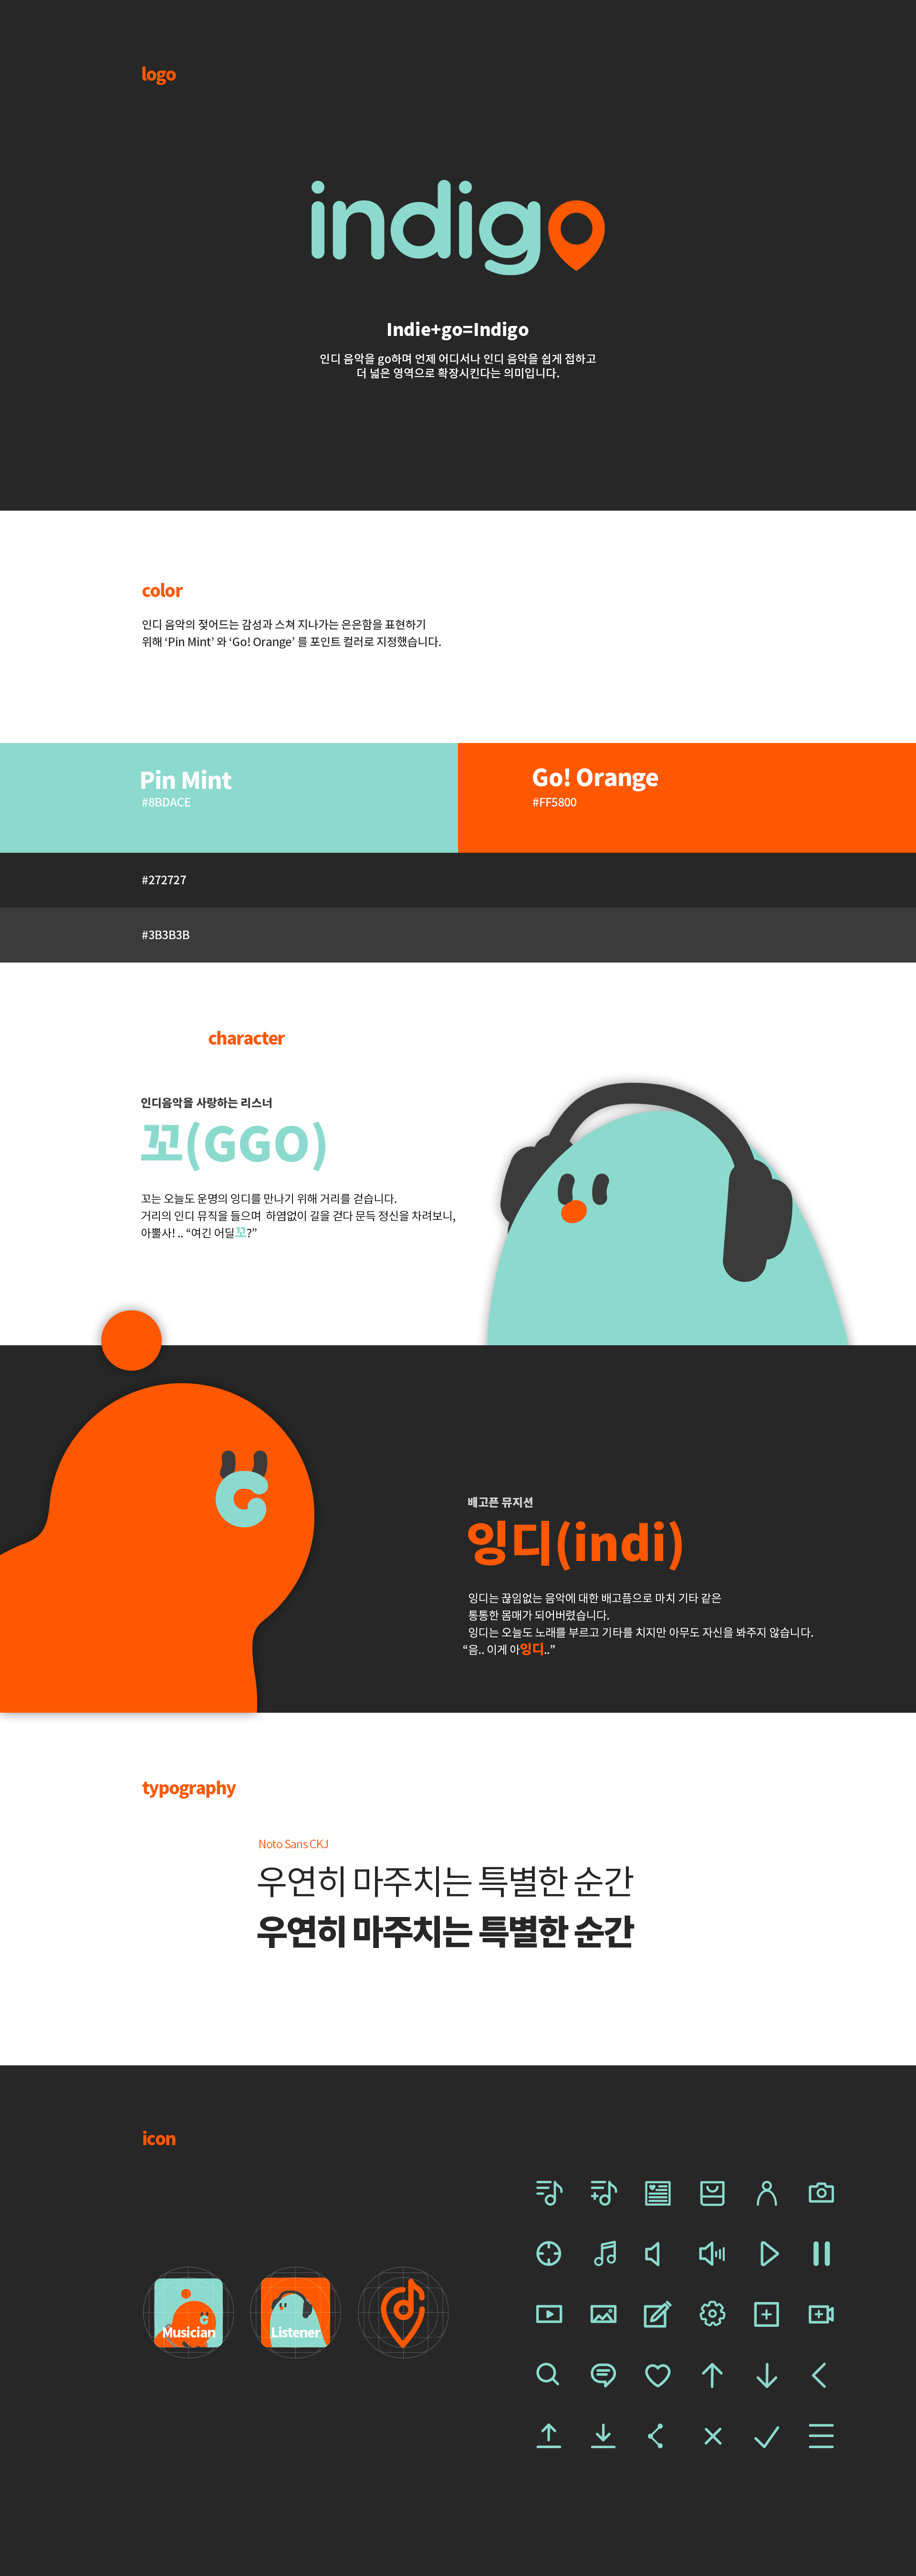 logo
indigo
Indie+go=Indigo
인디 음악을 go하며 언제 어디서나 인디 음악을 쉽게 접하고
더 넓은 영역으로 확장시킨다는 의미입니다.
color
인디 음악의 젖어드는 감성과 스쳐 지나가는 은은함을 표현하기
위해 ‘Pin Mint’ 와 ‘Go! Orange’ 를 포인트 컬러로 지정했습니다.
Pin Mint
#8BDACE
Go! Orange
#FF5800
#272727
#3B3B3B
character
인디음악을 사랑하는 리스너
꼬(GGO)
꼬는 오늘도 운명의 잉디를 만나기 위해 거리를 걷습니다.
거리의 인디 뮤직을 들으며 하염없이 길을 걷다 문득 정신을 차려보니,
아뿔사! .. “여긴 어딜꼬?”
배고픈 뮤지션
잉디(indi)
잉디는 끊임없는 음악에 대한 배고픔으로 마치 기타 같은
통통한 몸매가 되어버렸습니다.
잉디는 오늘도 노래를 부르고 기타를 치지만 아무도 자신을 봐주지 않습니다.
“음.. 이게 아잉디..”
typography
Noto Sans CKJ
우연히 마주치는 특별한 순간
우연히 마주치는 특별한 순간
icon
Musician
Listener